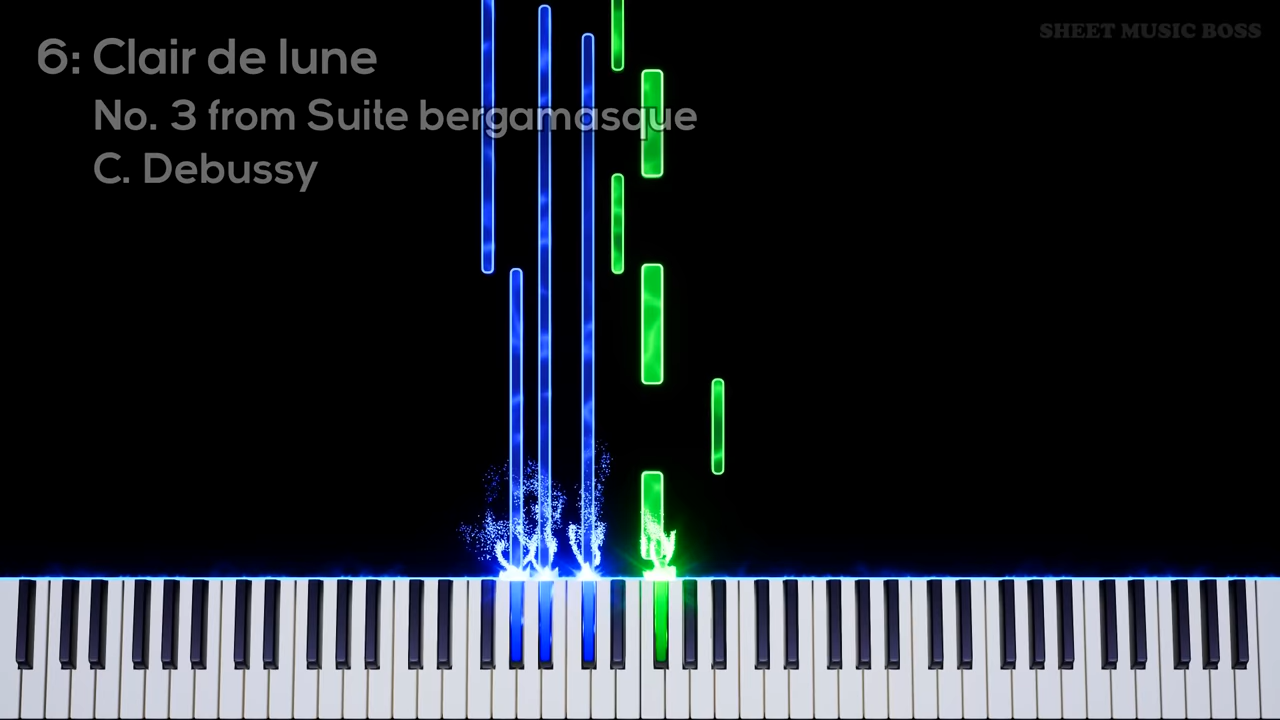 6: Clair de lune
No. 3 from Suite bergamasque
C. Debussy
SHEET MUSIC BOSS